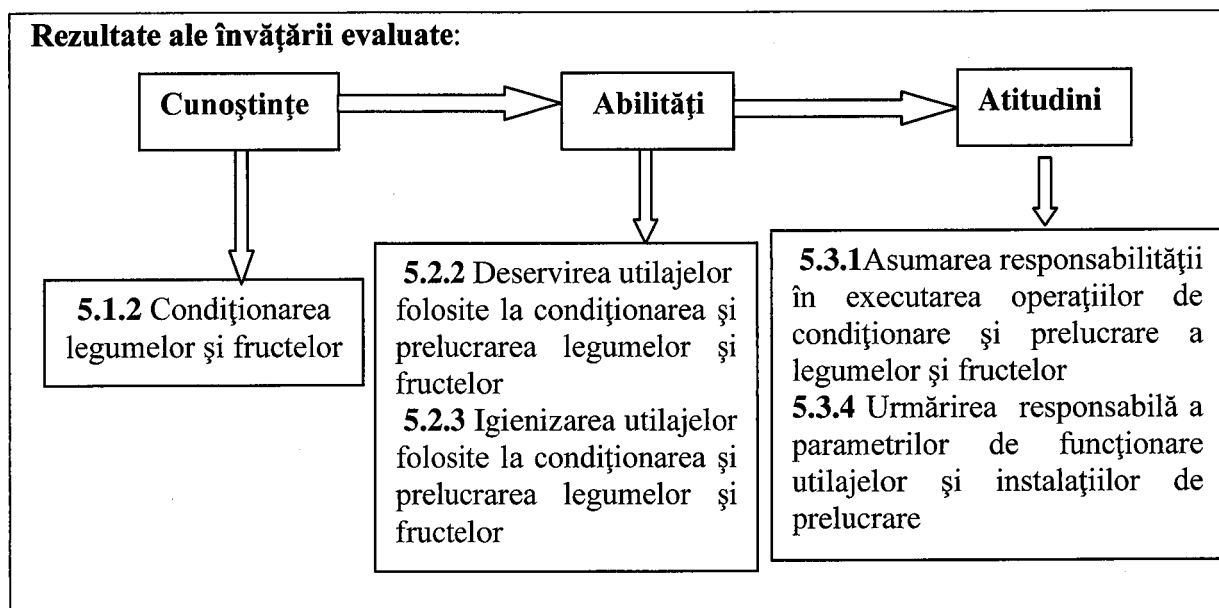 Rezultate ale învățării evaluate:
Cunoştinţe
Abilităţi
Atitudini
5.1.2 Condiţionarea
legumelor şi fructelor
5.2.2 Deservirea utilajelor
folosite la condiţionarea şi
prelucrarea legumelor şi
fructelor
5.2.3 Igienizarea utilajelor
folosite la condiţionarea şi
prelucrarea legumelor şi
fructelor
5.3.1Asumarea responsabilităţii
în executarea operaţiilor de
condiţionare şi prelucrare a
legumelor şi fructelor
5.3.4 Urmărirea responsabilă a
parametrilor de funcţionare
utilajelor şi instalaţiilor de
prelucrare